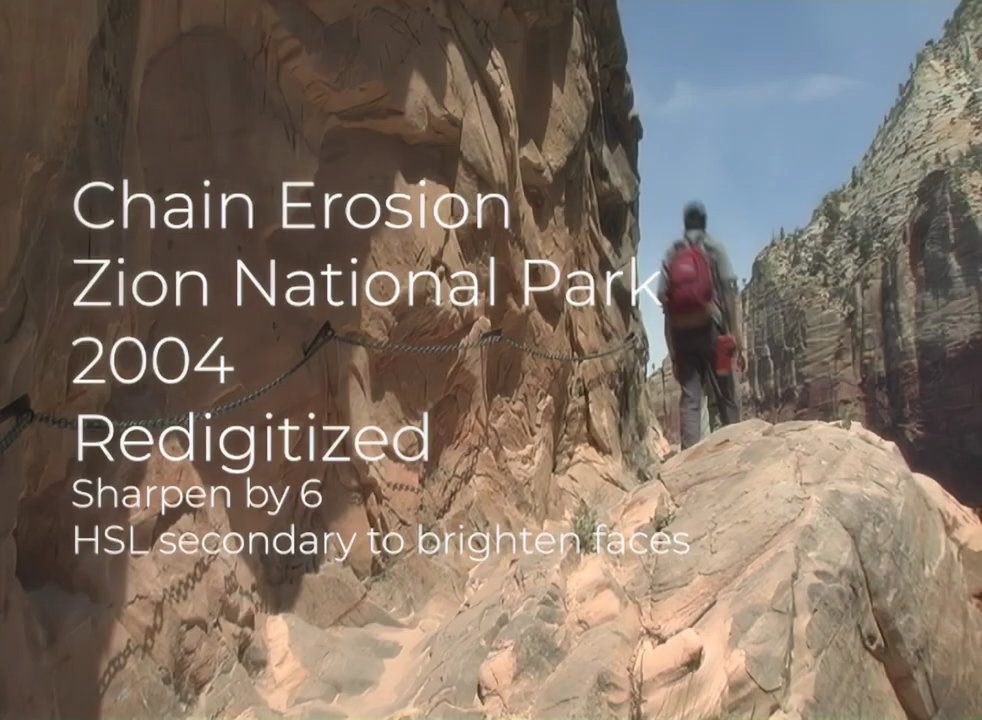 Chain Erosion
Zion National Park
2004
Redigitized
Sharpen by 6
HSL secondary to brighten faces